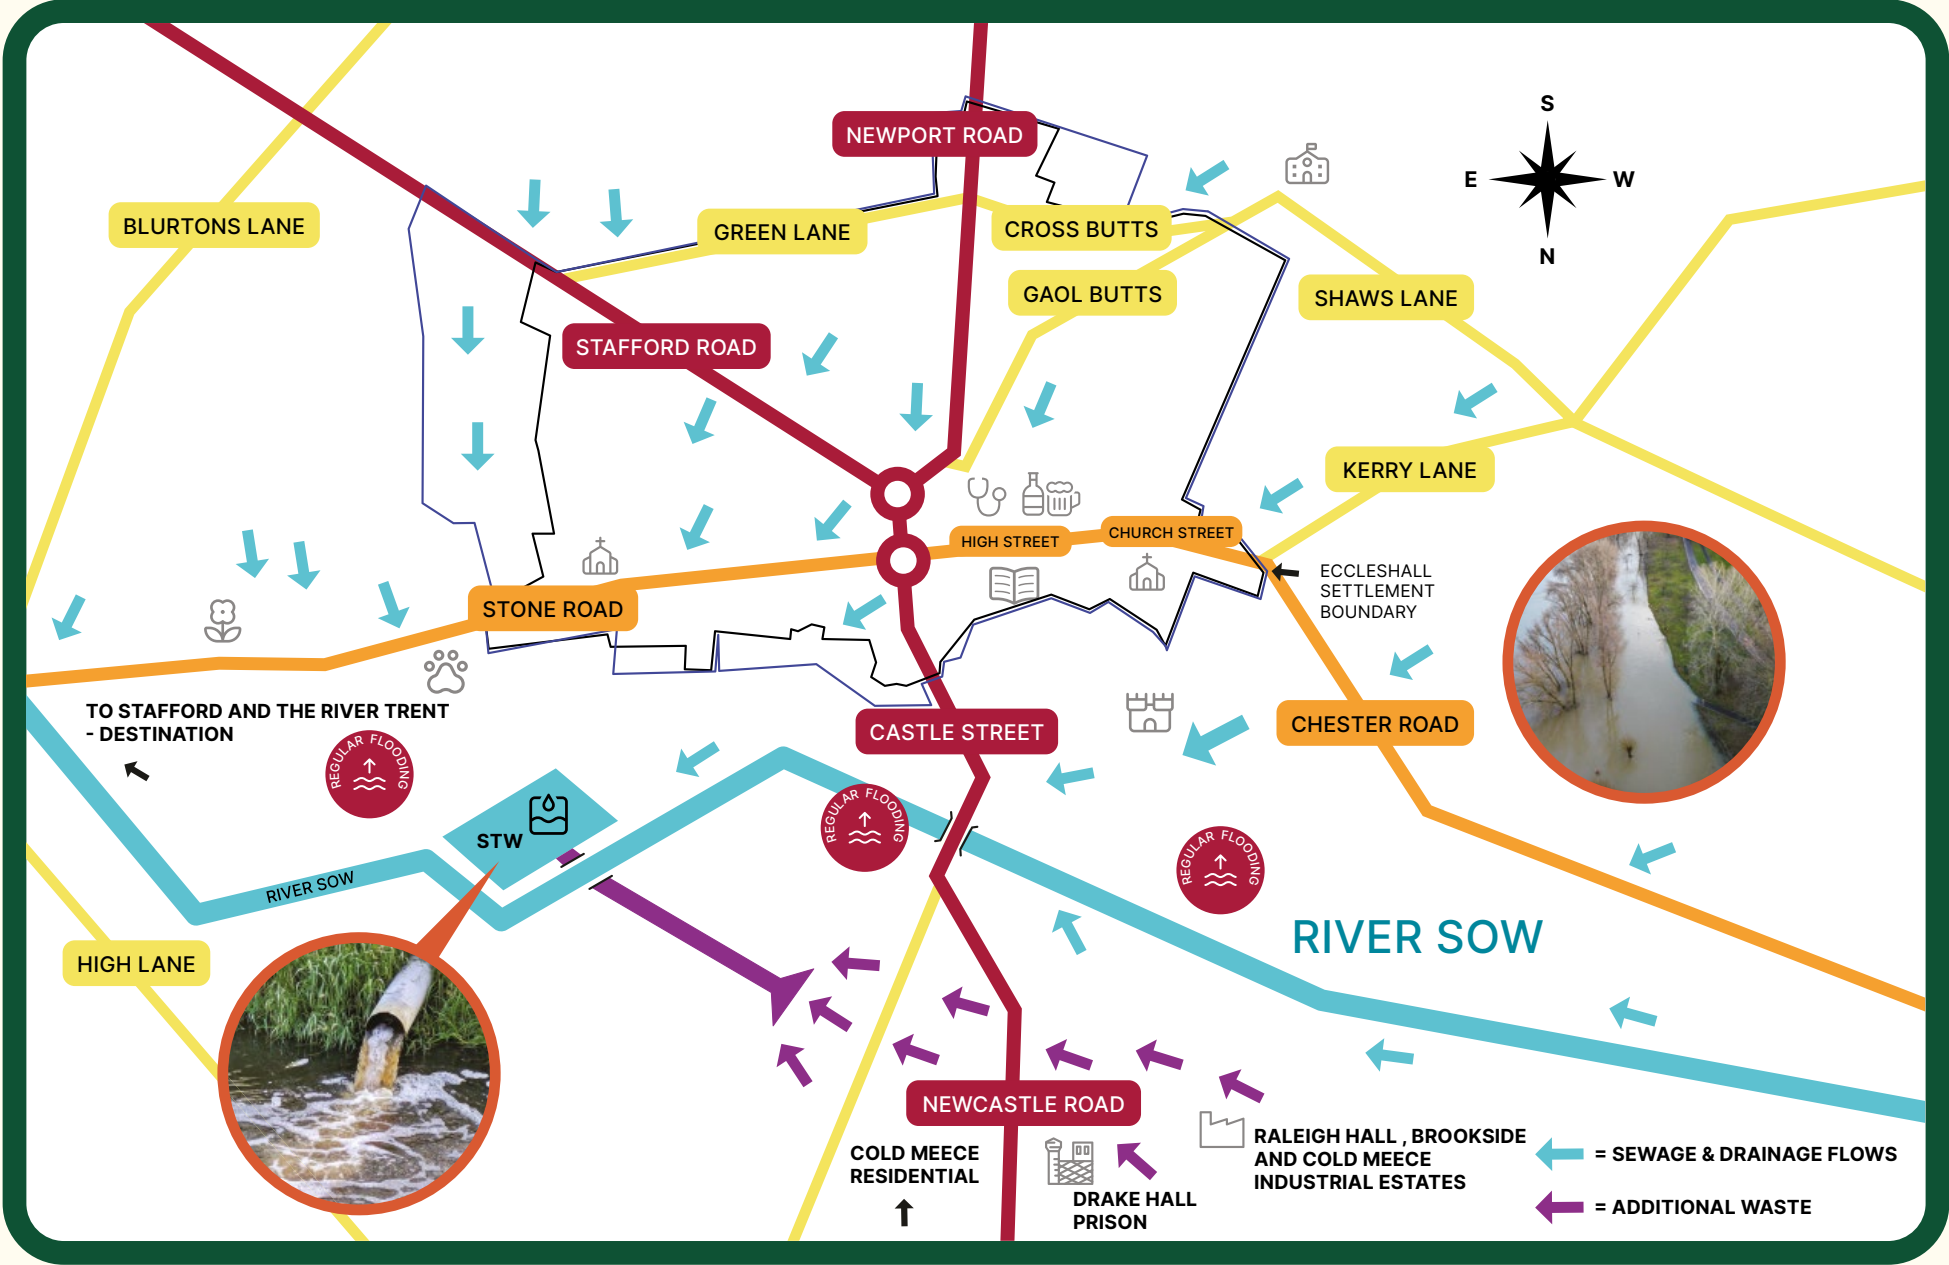 S
NEWPORT ROAD
E
W
BLURTONS LANE
GREEN LANE
CROSS BUTTS
N
GAOL BUTTS
SHAWS LANE
STAFFORD ROAD
KERRY LANE
CHURCH STREET
HIGH STREET
ECCLESHALL
SETTLEMENT
BOUNDARY
STONE ROAD
TO STAFFORD AND THE RIVER TRENT
- DESTINATION
CASTLE STREET
CHESTER ROAD
REGULAR FLOODING
REGULAR FLOODING
REGULAR FLOODING
STW
RIVER SOW
RIVER SOW
HIGH LANE
NEWCASTLE ROAD
COLD MEECE
RESIDENTIAL
DRAKE HALL
PRISON
RALEIGH HALL , BROOKSIDE
AND COLD MEECE
INDUSTRIAL ESTATES
= SEWAGE & DRAINAGE FLOWS
= ADDITIONAL WASTE